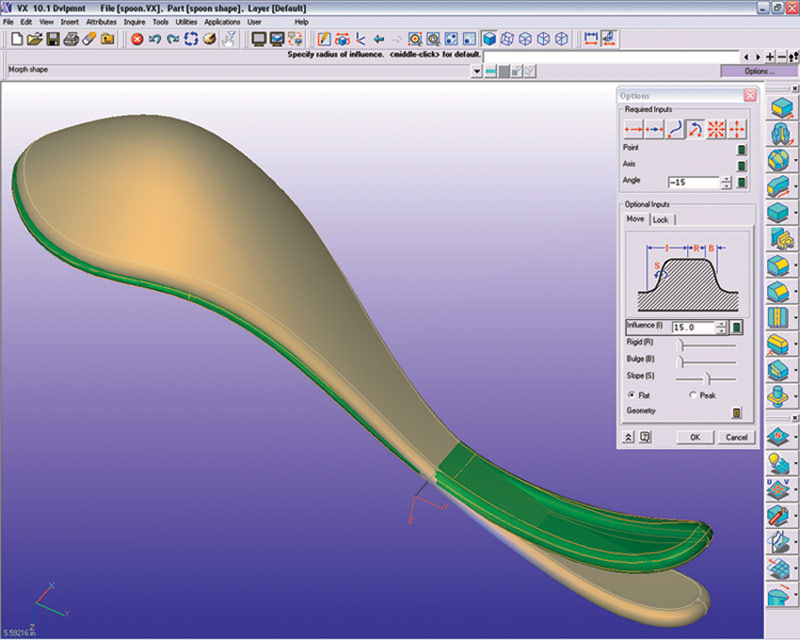 VX 10.1 Dvlpmnt File [spoon.VX], Part [spoon shape], Layer [Default]
File Edit View Insert Attributes Inquire Tools Utilities Applications User Help
Specify radius of influence. <middle-click> for default.
Morph shape
Options ...
Options
Required Inputs
Point
Axis
Angle -15
Optional Inputs
Move Lock
I R B
S
Influence (I) 15.0
Rigid (R)
Bulge (B)
Slope (S)
Flat Peak
Geometry
OK Cancel
U V
X
Y
Z
X
Y
Z
5.59216